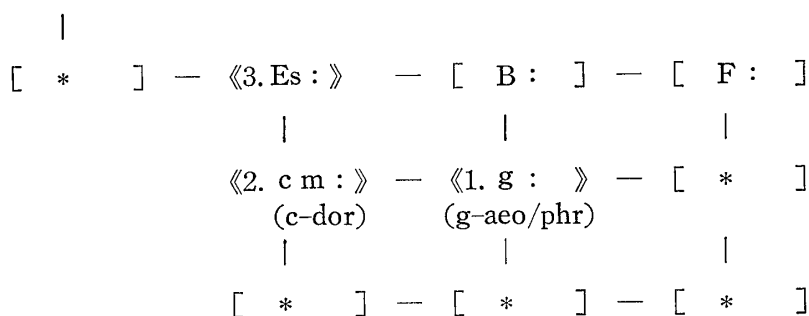 |
[ * ] — 《3. Es : 》 — [ B : ] — [ F : ]
| | |
《2. c m : 》 — 《1. g : 》 — [ * ]
(c-dor) (g-aeo/phr)
| | |
[ * ] — [ * ] — [ * ]